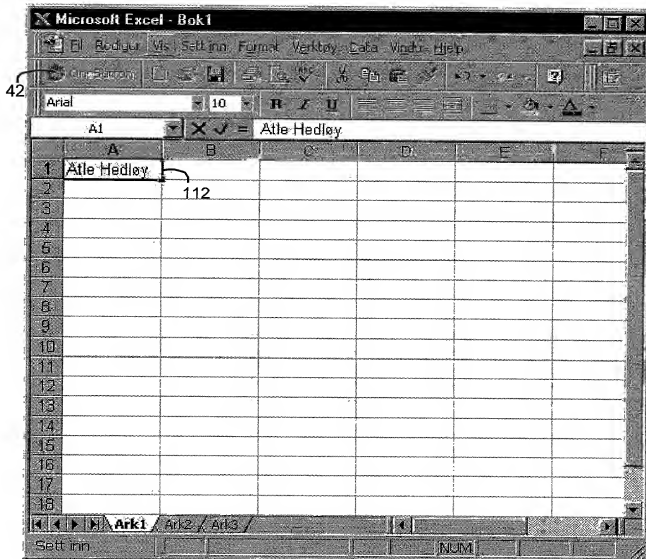 Microsoft Excel - Bok1
Fil Rediger Vis Sett inn Format Verktøy Data Vindu Hjelp
42
Arial 10 B I U A
A1 = Atle Hedløy
A B C D E F
1 Atle Hedløy
112
2
3
4
5
6
7
8
9
10
11
12
13
14
15
16
17
18
Ark1 Ark2 Ark3
Sett inn NUM